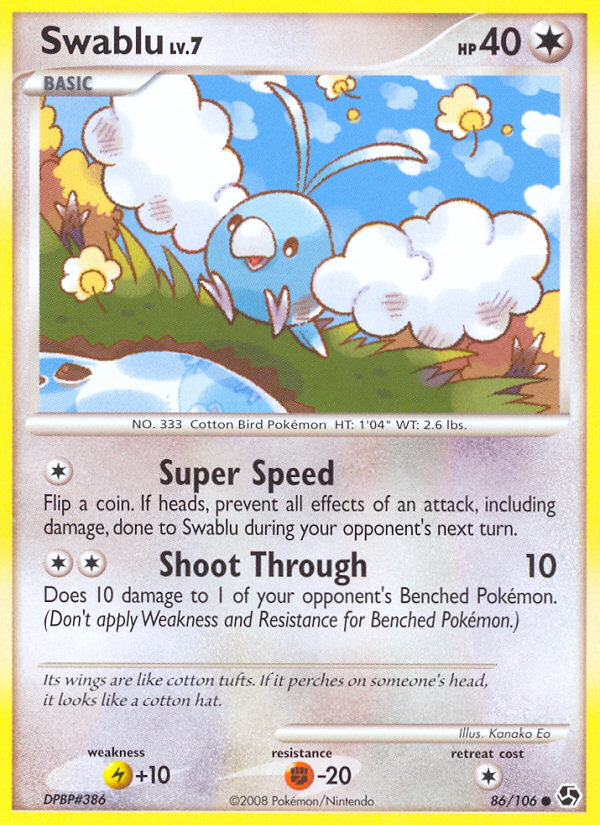 Swablu LV.7 HP 40
BASIC
NO. 333 Cotton Bird Pokémon HT: 1'04" WT: 2.6 lbs.
Super Speed
Flip a coin. If heads, prevent all effects of an attack, including
damage, done to Swablu during your opponent's next turn.
Shoot Through 10
Does 10 damage to 1 of your opponent's Benched Pokémon.
(Don't apply Weakness and Resistance for Benched Pokémon.)
Its wings are like cotton tufts. If it perches on someone's head,
it looks like a cotton hat.
Illus. Kanako Eo
weakness resistance retreat cost
+10 -20
DPBP#386 ©2008 Pokémon/Nintendo 86/106